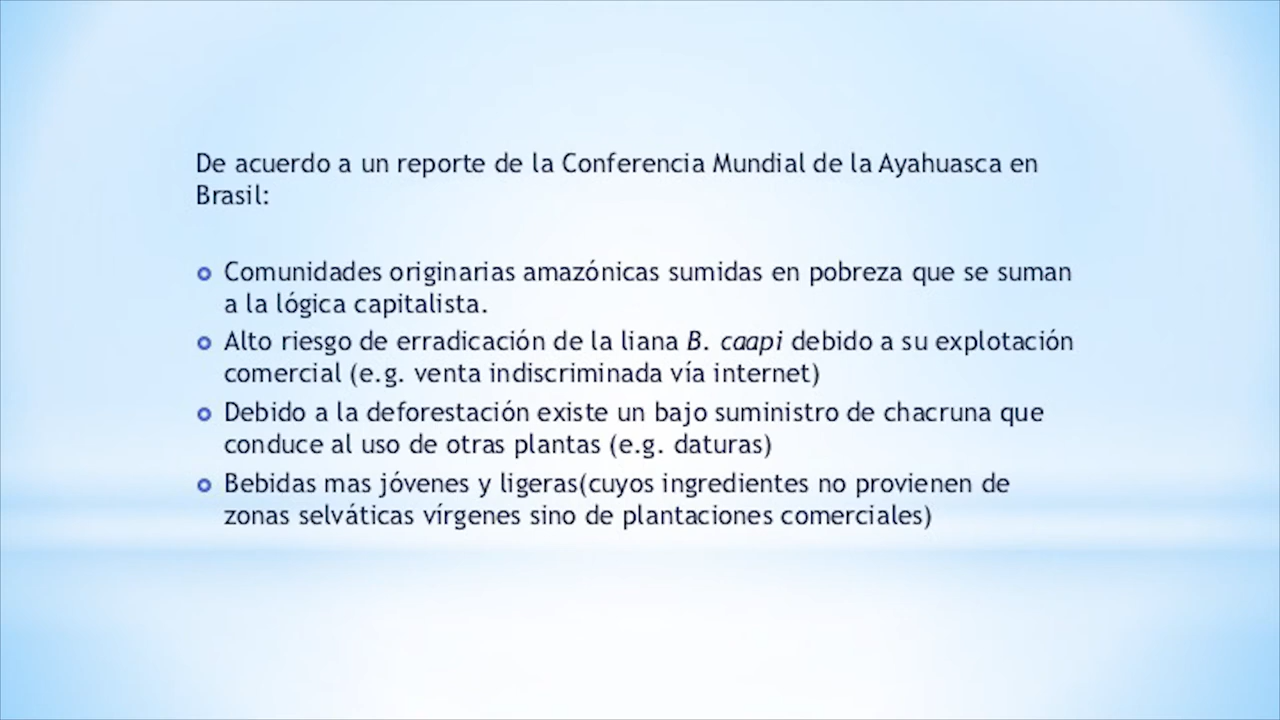 De acuerdo a un reporte de la Conferencia Mundial de la Ayahuasca en
Brasil:
Comunidades originarias amazónicas sumidas en pobreza que se suman
a la lógica capitalista.
Alto riesgo de erradicación de la liana B. caapi debido a su explotación
comercial (e.g. venta indiscriminada vía internet)
Debido a la deforestación existe un bajo suministro de chacruna que
conduce al uso de otras plantas (e.g. daturas)
Bebidas mas jóvenes y ligeras(cuyos ingredientes no provienen de
zonas selváticas vírgenes sino de plantaciones comerciales)